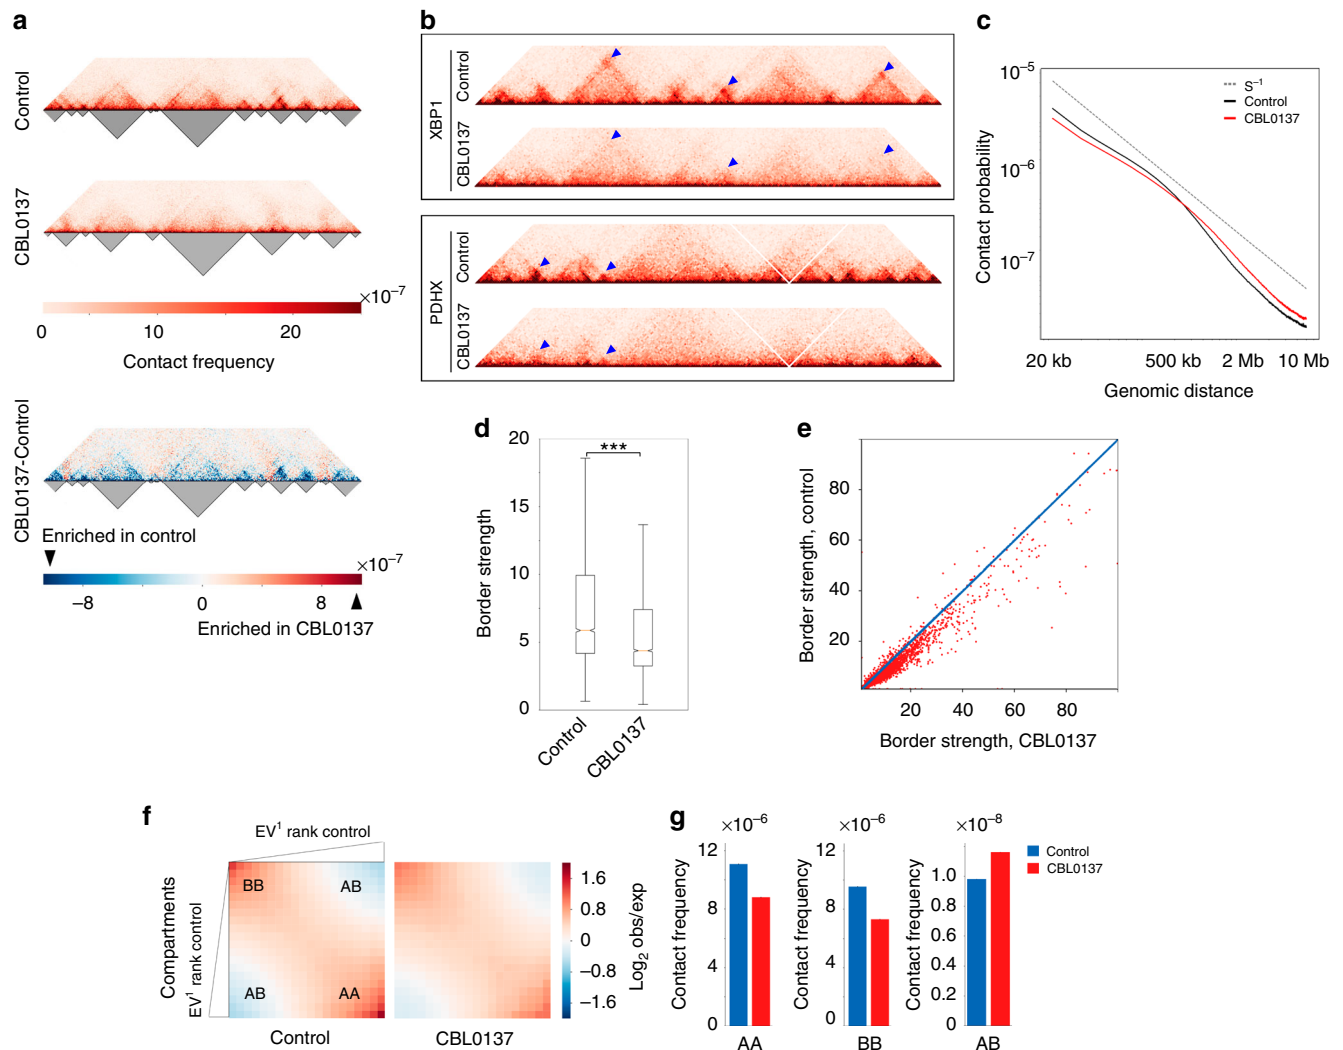 a
Control
CBL0137
×10⁻⁷
0 10 20
Contact frequency
CBL0137-Control
Enriched in control
×10⁻⁷
−8 0 8
Enriched in CBL0137
b
XBP1
Control
CBL0137
PDHX
Control
CBL0137
c
Contact probability
10⁻⁵
10⁻⁶
10⁻⁷
S⁻¹
Control
CBL0137
20 kb 500 kb 2 Mb 10 Mb
Genomic distance
d
Border strength
20
15
10
5
0
***
Control
CBL0137
e
Border strength, control
80
60
40
20
20 40 60 80
Border strength, CBL0137
f
EV¹ rank control
Compartments
EV¹ rank control
BB AB
AB AA
Control
CBL0137
1.6
0.8
0
−0.8
−1.6
Log₂ obs/exp
g
×10⁻⁶
Contact frequency
12
8
4
0
AA
×10⁻⁶
Contact frequency
12
8
4
0
BB
×10⁻⁸
Contact frequency
1.0
0.8
0.6
0.4
0.2
0
AB
Control
CBL0137